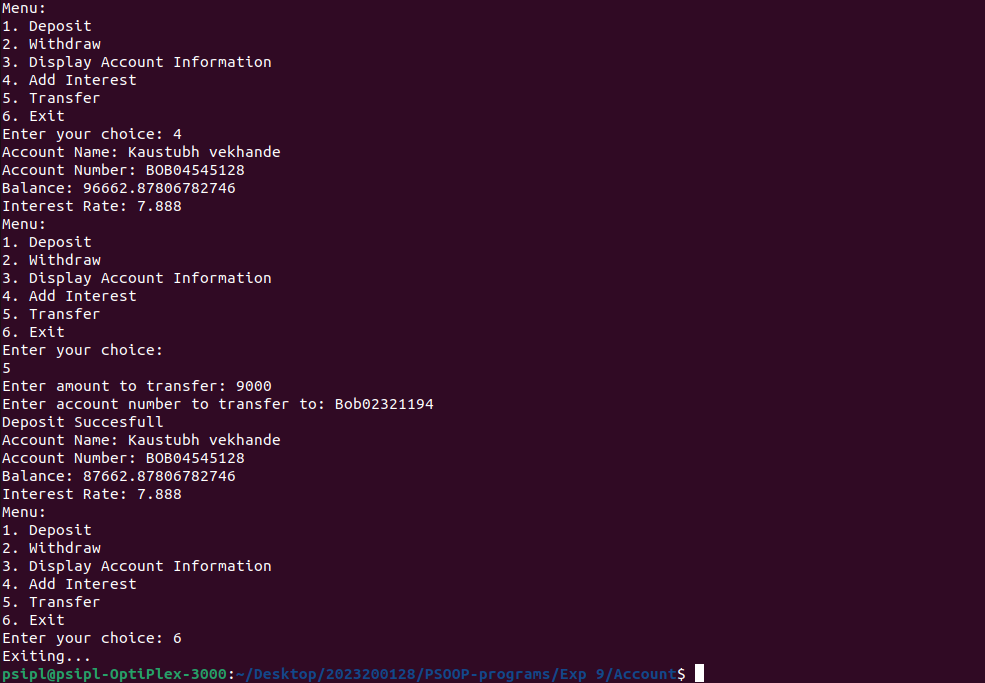 Menu:
1. Deposit
2. Withdraw
3. Display Account Information
4. Add Interest
5. Transfer
6. Exit
Enter your choice: 4
Account Name: Kaustubh vekhande
Account Number: BOB04545128
Balance: 96662.87806782746
Interest Rate: 7.888
Menu:
1. Deposit
2. Withdraw
3. Display Account Information
4. Add Interest
5. Transfer
6. Exit
Enter your choice:
5
Enter amount to transfer: 9000
Enter account number to transfer to: Bob02321194
Deposit Succesfull
Account Name: Kaustubh vekhande
Account Number: BOB04545128
Balance: 87662.87806782746
Interest Rate: 7.888
Menu:
1. Deposit
2. Withdraw
3. Display Account Information
4. Add Interest
5. Transfer
6. Exit
Enter your choice: 6
Exiting...
psipl@psipl-OptiPlex-3000:~/Desktop/2023200128/PSOOP-programs/Exp 9/Account$